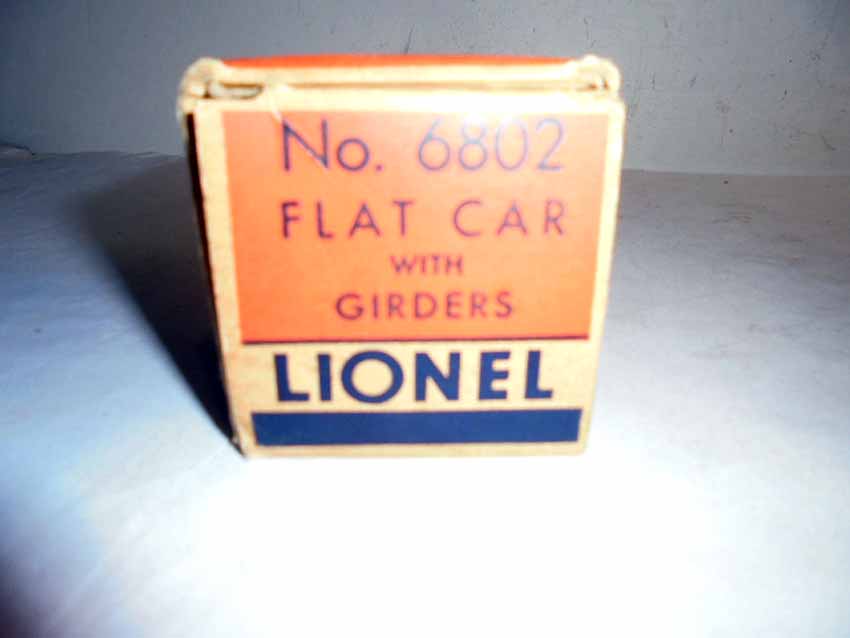 No. 6802
FLAT CAR
WITH
GIRDERS
LIONEL